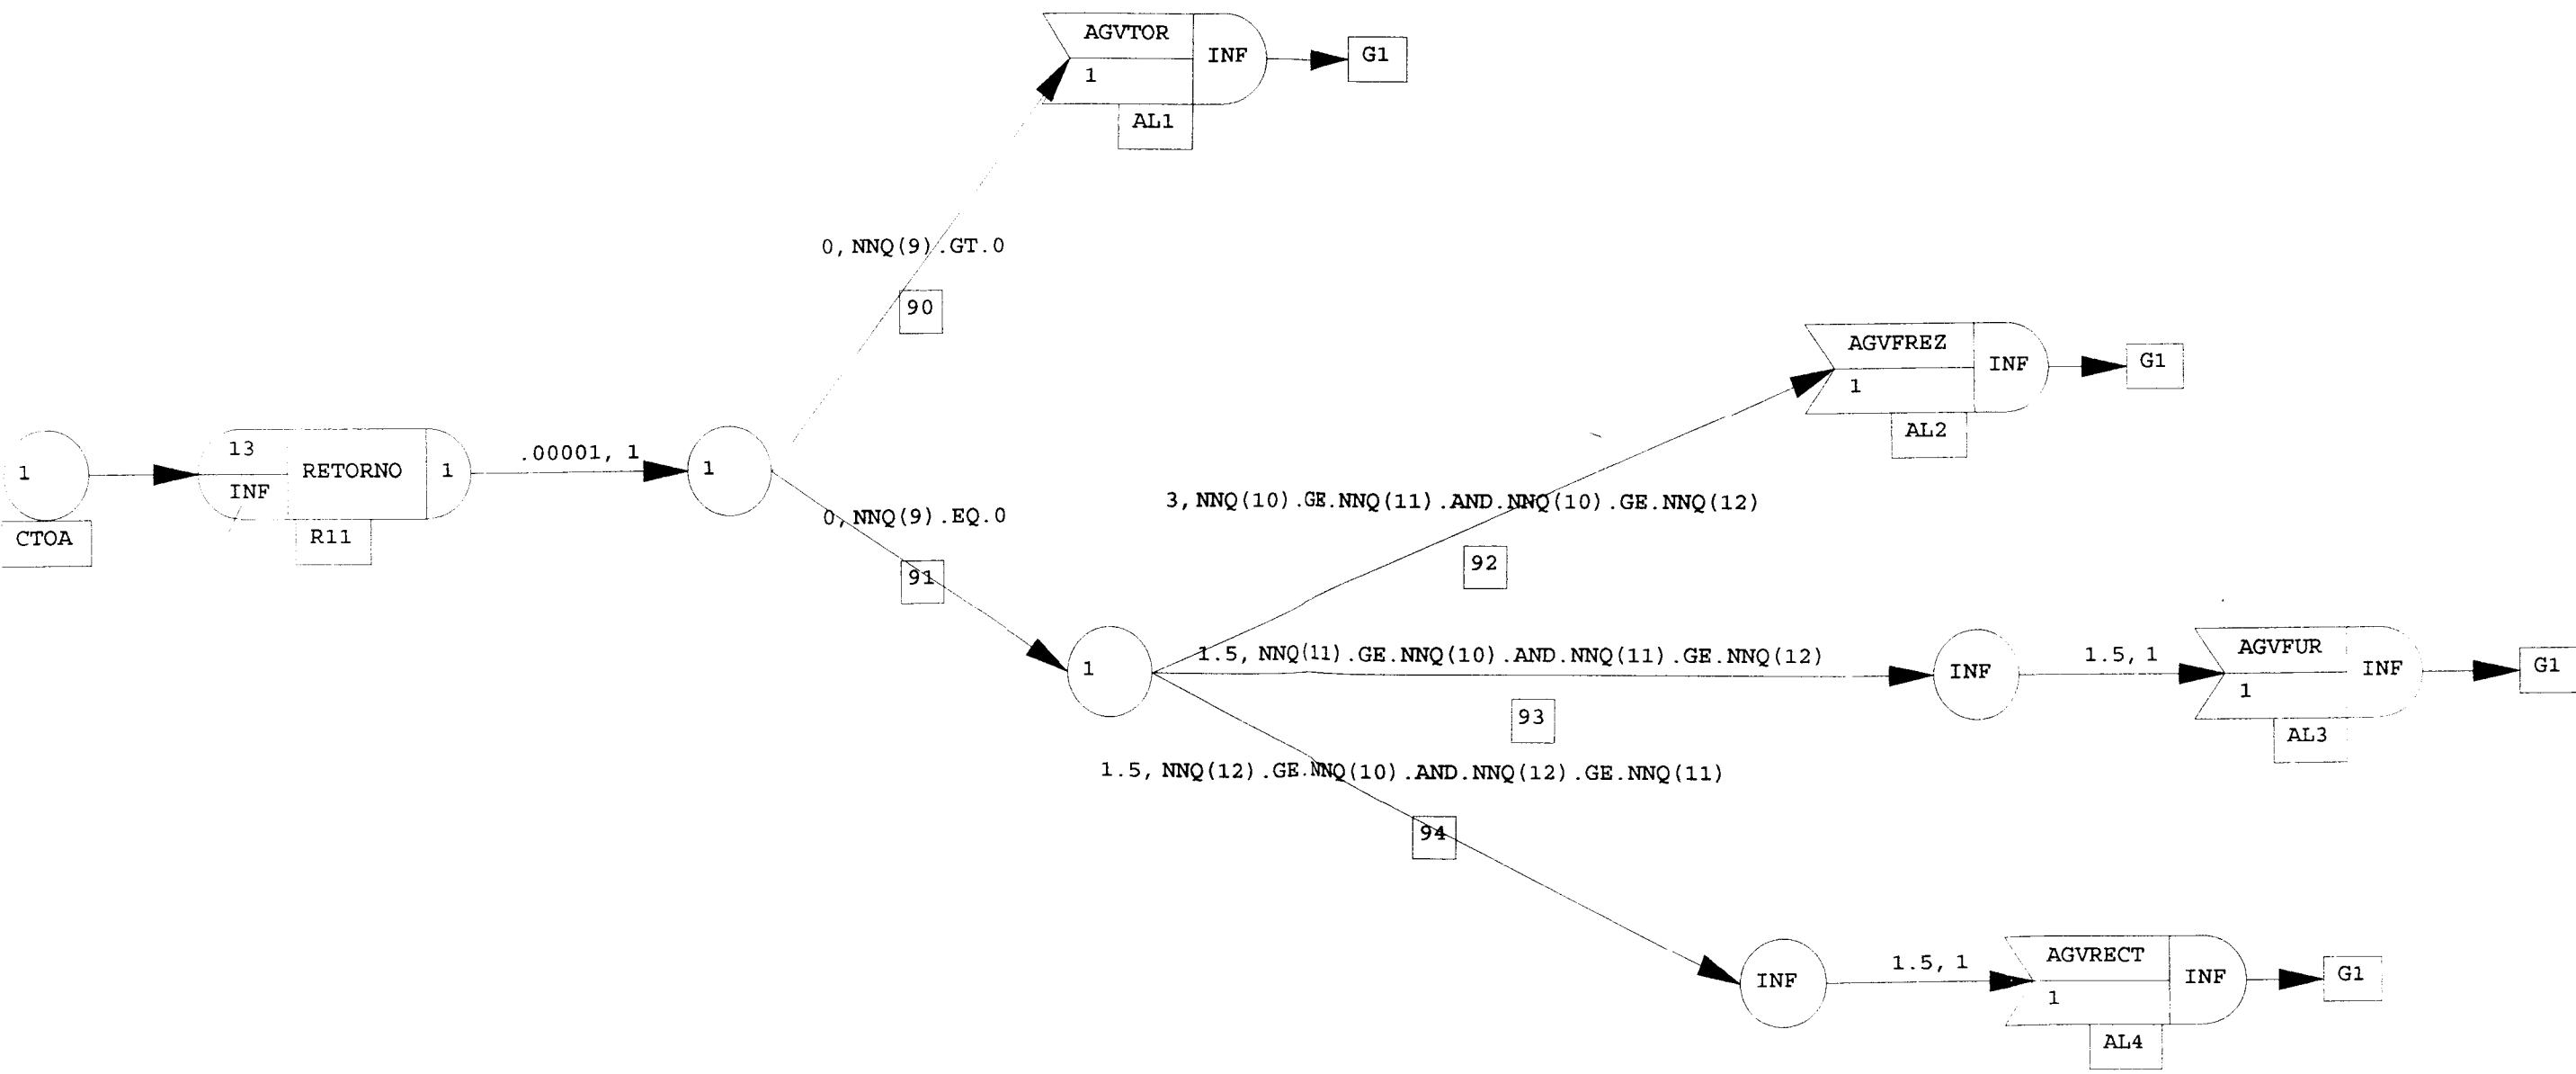 AGVTOR
INF
G1
1
AL1
0,NNQ(9).GT.0
90
AGVFREZ
INF
G1
1
AL2
1
13
RETORNO
1
.00001, 1
1
INF
CTOA
R11
3,NNQ(10).GE.NNQ(11).AND.NNQ(10).GE.NNQ(12)
0,NNQ(9).EQ.0
92
91
1
1.5,NNQ(11).GE.NNQ(10).AND.NNQ(11).GE.NNQ(12)
INF
1.5,1
AGVFUR
INF
G1
1
93
AL3
1.5,NNQ(12).GE.NNQ(10).AND.NNQ(12).GE.NNQ(11)
94
INF
1.5,1
AGVRECT
INF
G1
1
AL4